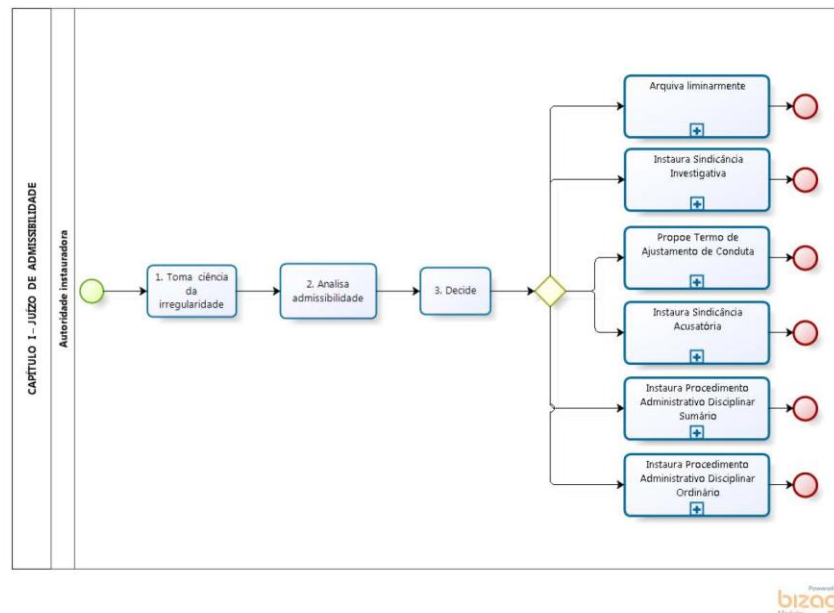 CAPÍTULO I – JUÍZO DE ADMISSIBILIDADE
Autoridade instauradora
1. Toma ciência
da
irregularidade
2. Analisa
admissibilidade
3. Decide
Arquiva liminarmente
Instaura Sindicância
Investigativa
Propoe Termo de
Ajustamento de Conduta
Instaura Sindicância
Acusatória
Instaura Procedimento
Administrativo Disciplinar
Sumário
Instaura Procedimento
Administrativo Disciplinar
Ordinário
Powered